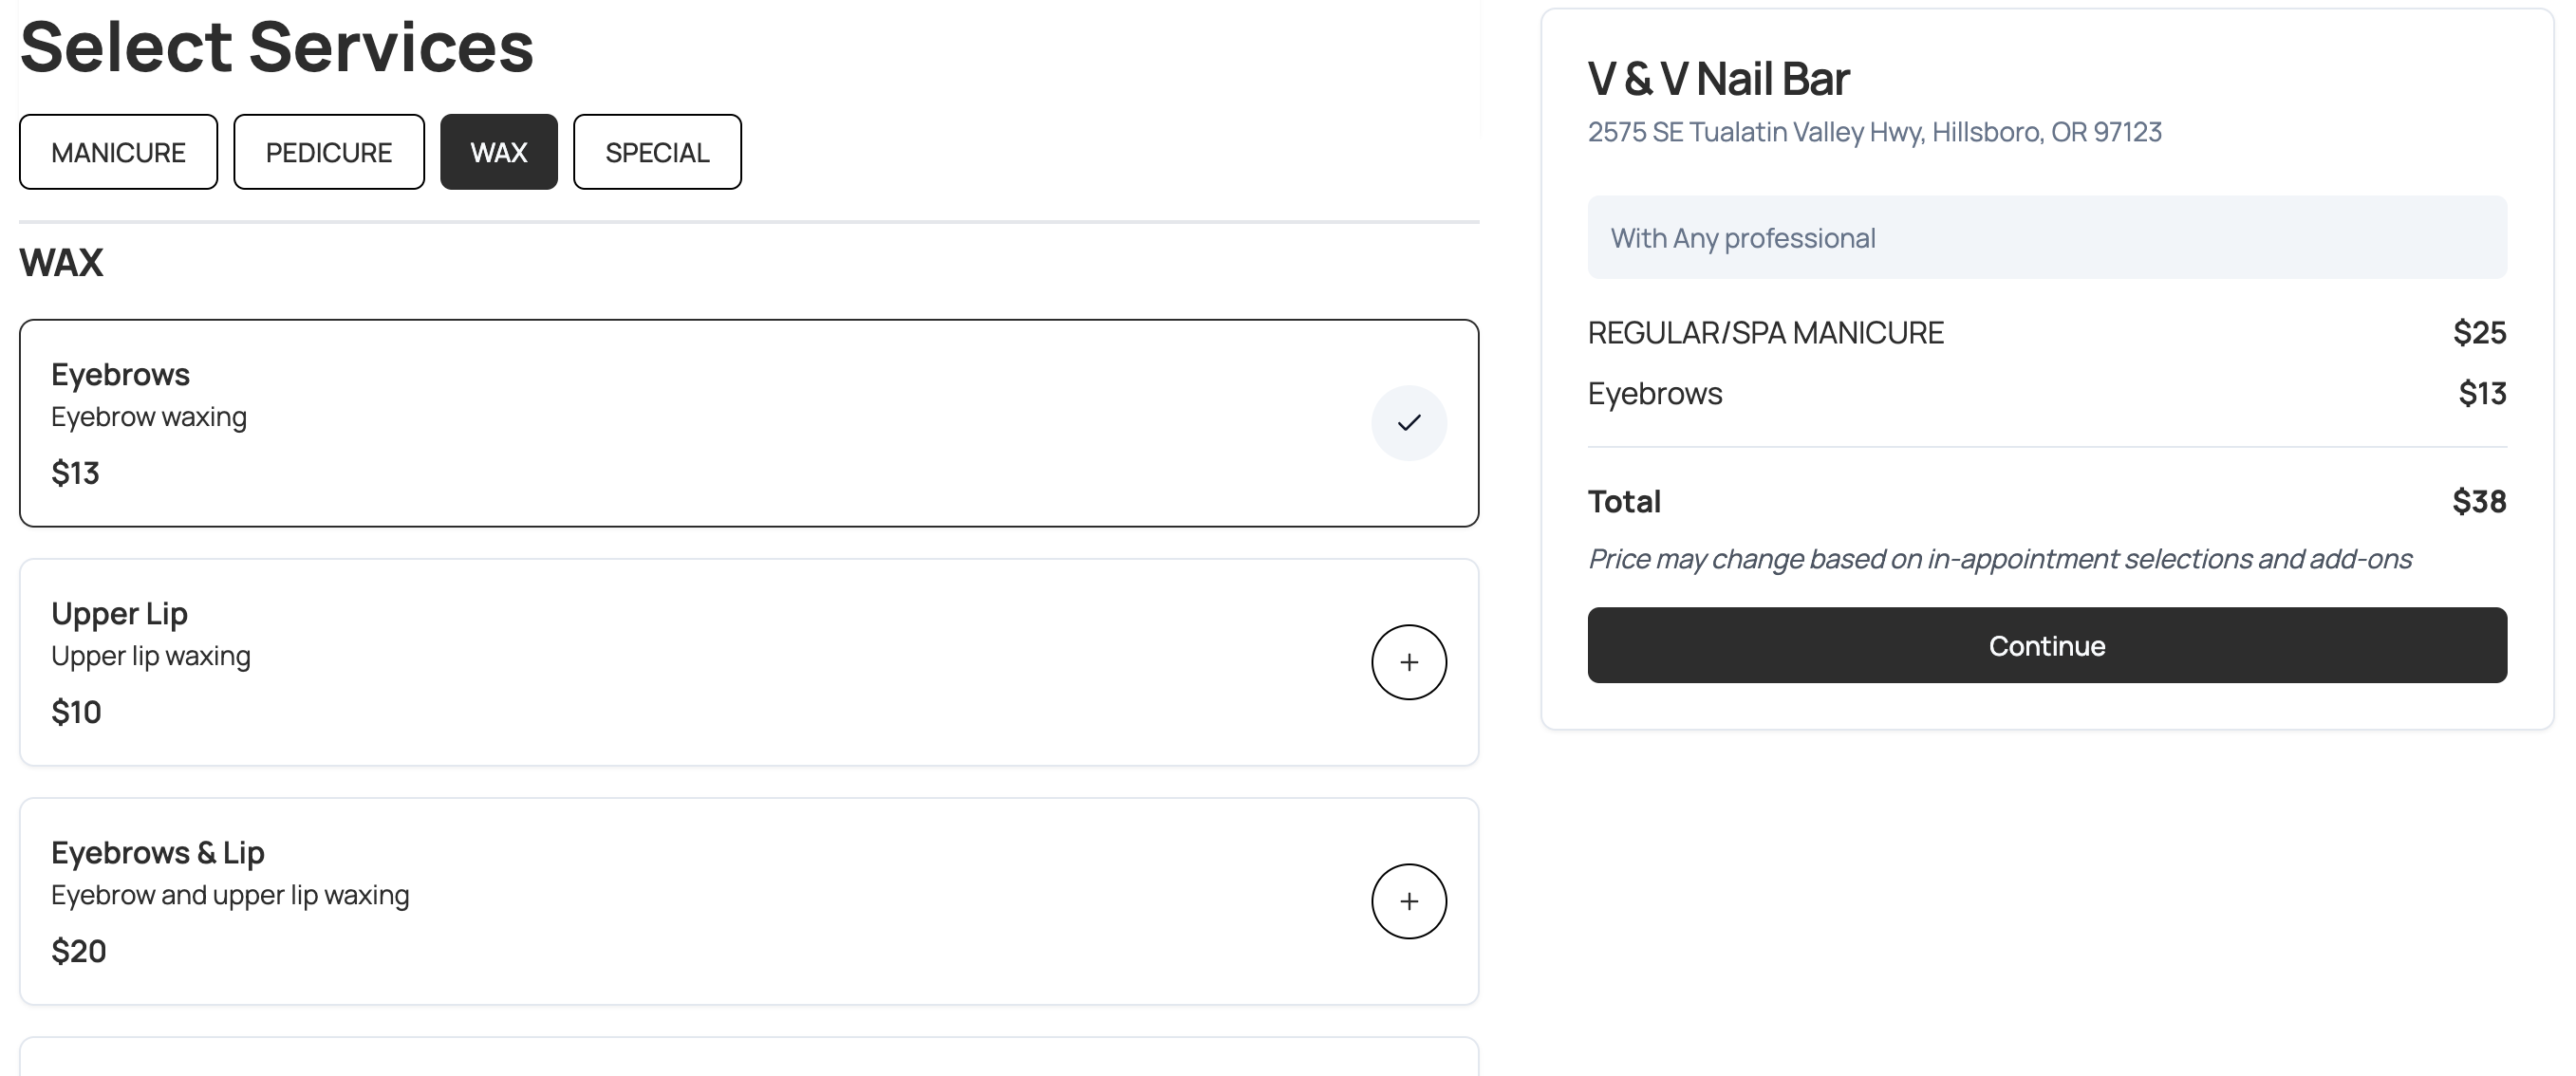 Select Services
MANICURE
PEDICURE
WAX
SPECIAL
WAX
Eyebrows
Eyebrow waxing
$13
Upper Lip
Upper lip waxing
$10
Eyebrows & Lip
Eyebrow and upper lip waxing
$20
V & V Nail Bar
2575 SE Tualatin Valley Hwy, Hillsboro, OR 97123
With Any professional
REGULAR/SPA MANICURE $25
Eyebrows $13
Total $38
Price may change based on in-appointment selections and add-ons
Continue